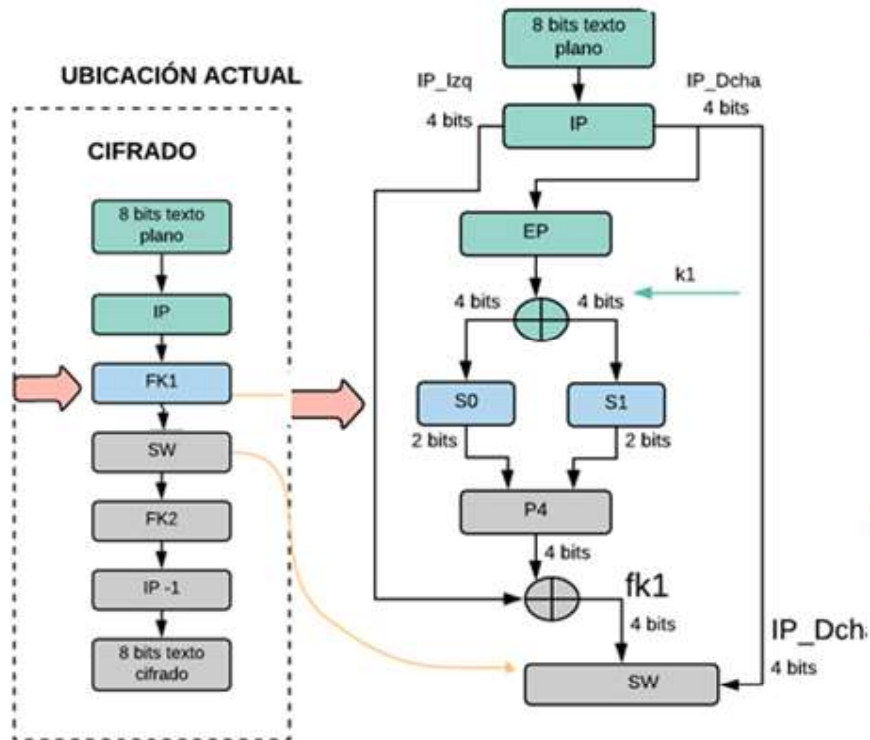 UBICACIÓN ACTUAL
CIFRADO
8 bits texto
plano
IP
FK1
SW
FK2
IP -1
8 bits texto
cifrado
8 bits texto
plano
IP_Izq
IP_Dcha
4 bits
IP
4 bits
EP
k1
4 bits
4 bits
S0
S1
2 bits
2 bits
P4
4 bits
fk1
4 bits
IP_Dch
4 bits
SW